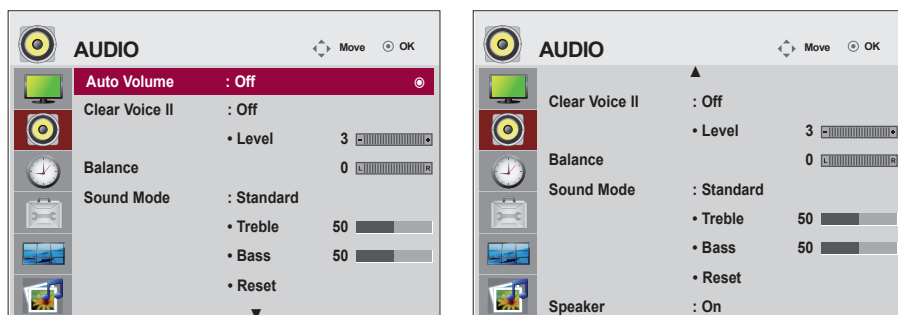 AUDIO Move OK
Auto Volume : Off
Clear Voice II : Off
• Level 3 - +
Balance 0 L R
Sound Mode : Standard
• Treble 50
• Bass 50
• Reset
▼
AUDIO Move OK
▲
Clear Voice II : Off
• Level 3 - +
Balance 0 L R
Sound Mode : Standard
• Treble 50
• Bass 50
• Reset
Speaker : On